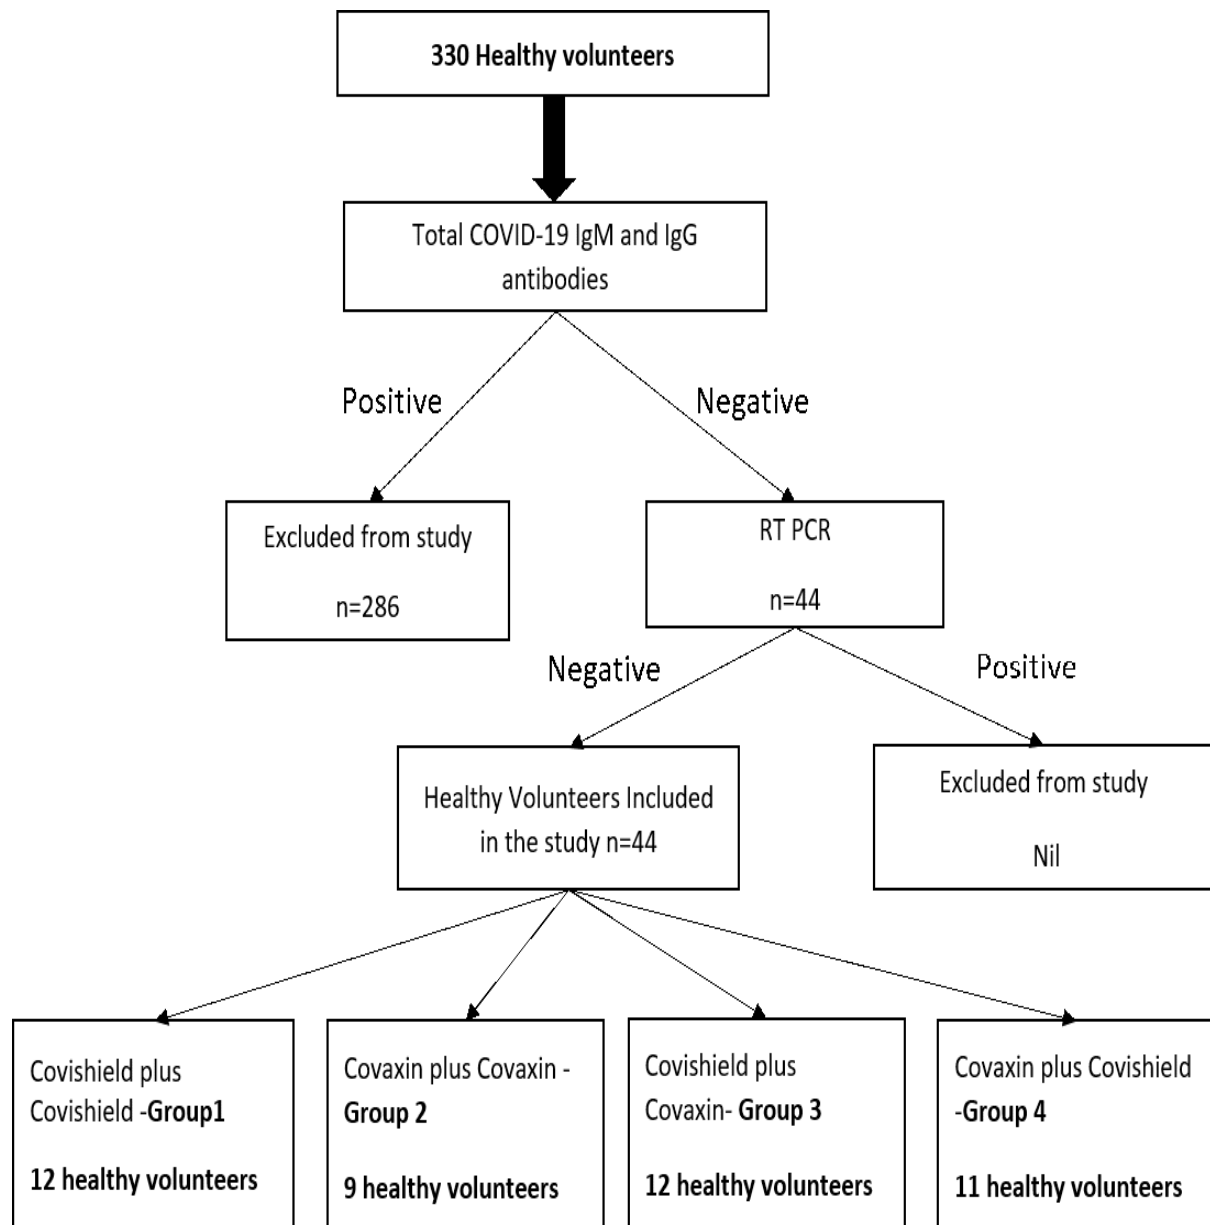 330 Healthy volunteers
Total COVID-19 IgM and IgG
antibodies
Positive
Negative
Excluded from study
n=286
RT PCR
n=44
Negative
Positive
Healthy Volunteers Included
in the study n=44
Excluded from study
Nil
Covishield plus
Covishield -Group1
12 healthy volunteers
Covaxin plus Covaxin -
Group 2
9 healthy volunteers
Covishield plus
Covaxin- Group 3
12 healthy volunteers
Covaxin plus Covishield
-Group 4
11 healthy volunteers